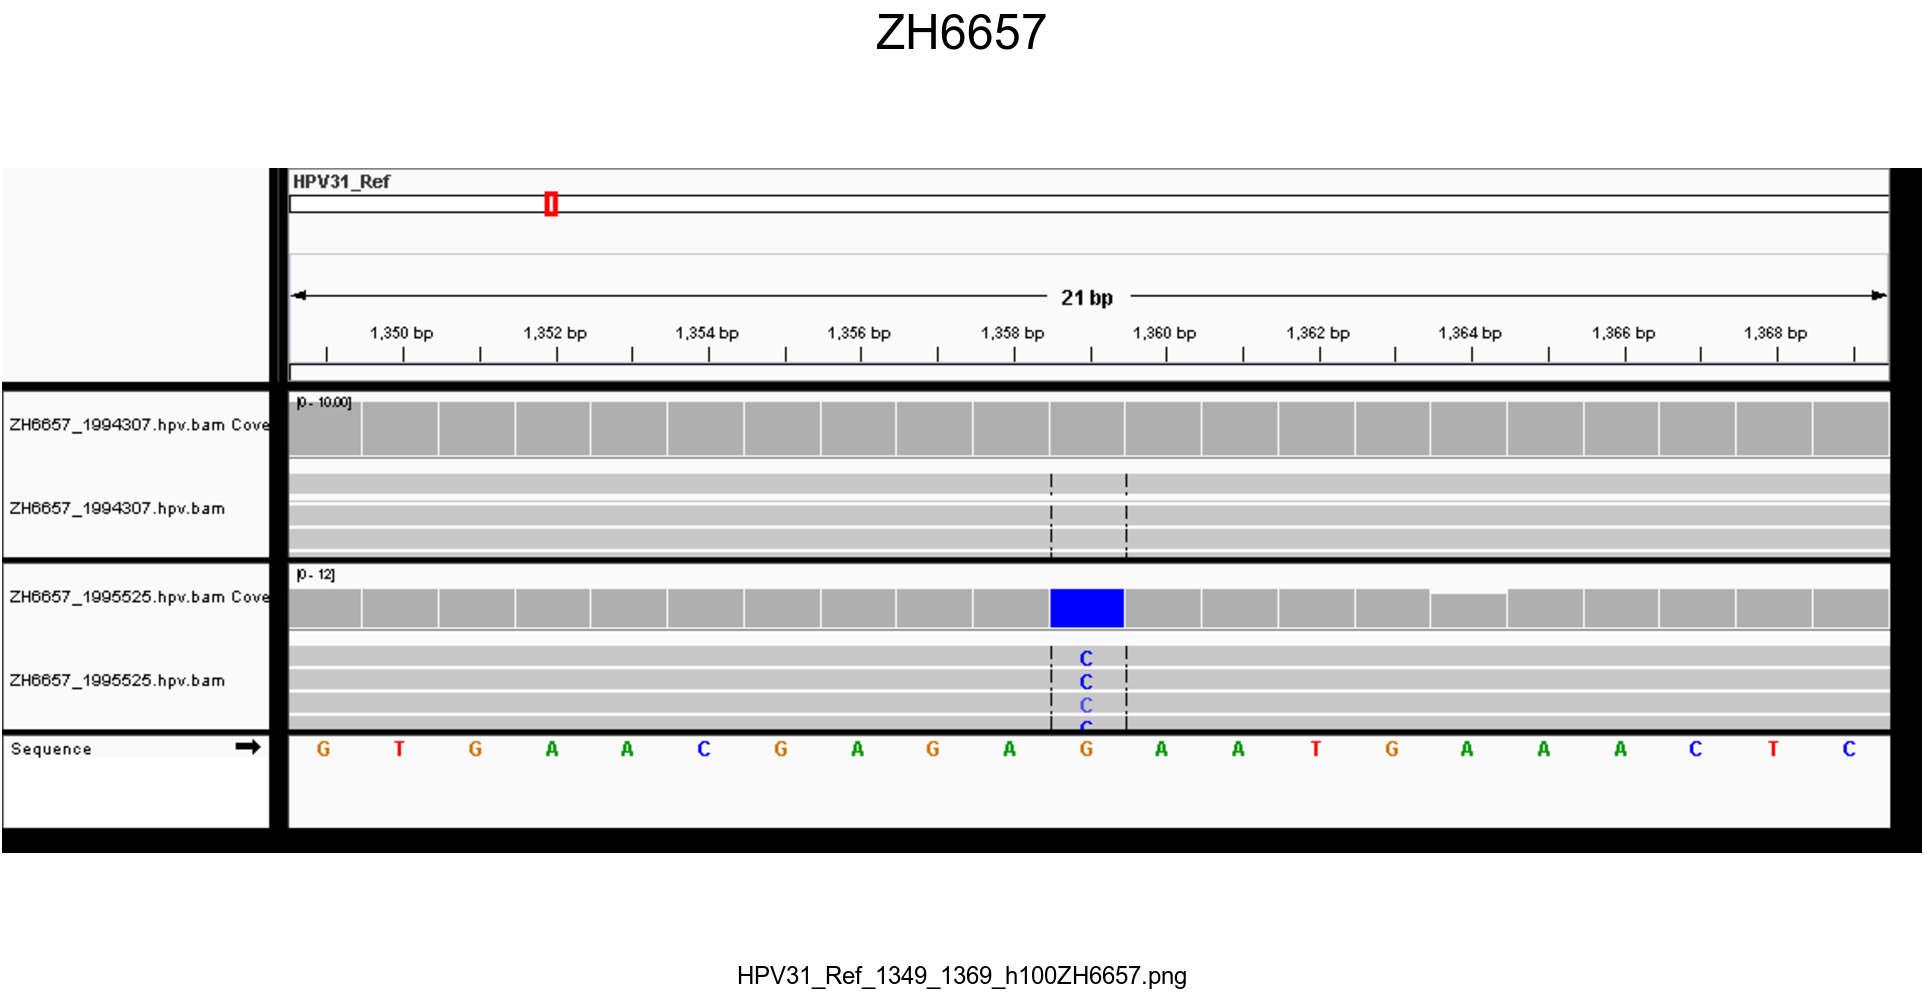 ZH6657
HPV31_Ref
21 bp
1,350 bp 1,352 bp 1,354 bp 1,356 bp 1,358 bp 1,360 bp 1,362 bp 1,364 bp 1,366 bp 1,368 bp
[0 - 10.00]
ZH6657_1994307.hpv.bam Cove
ZH6657_1994307.hpv.bam
[0 - 12]
ZH6657_1995525.hpv.bam Cove
C
C
ZH6657_1995525.hpv.bam
C
C
Sequence G T G A A C G A G A G A A T G A A A C T C
HPV31_Ref_1349_1369_h100ZH6657.png